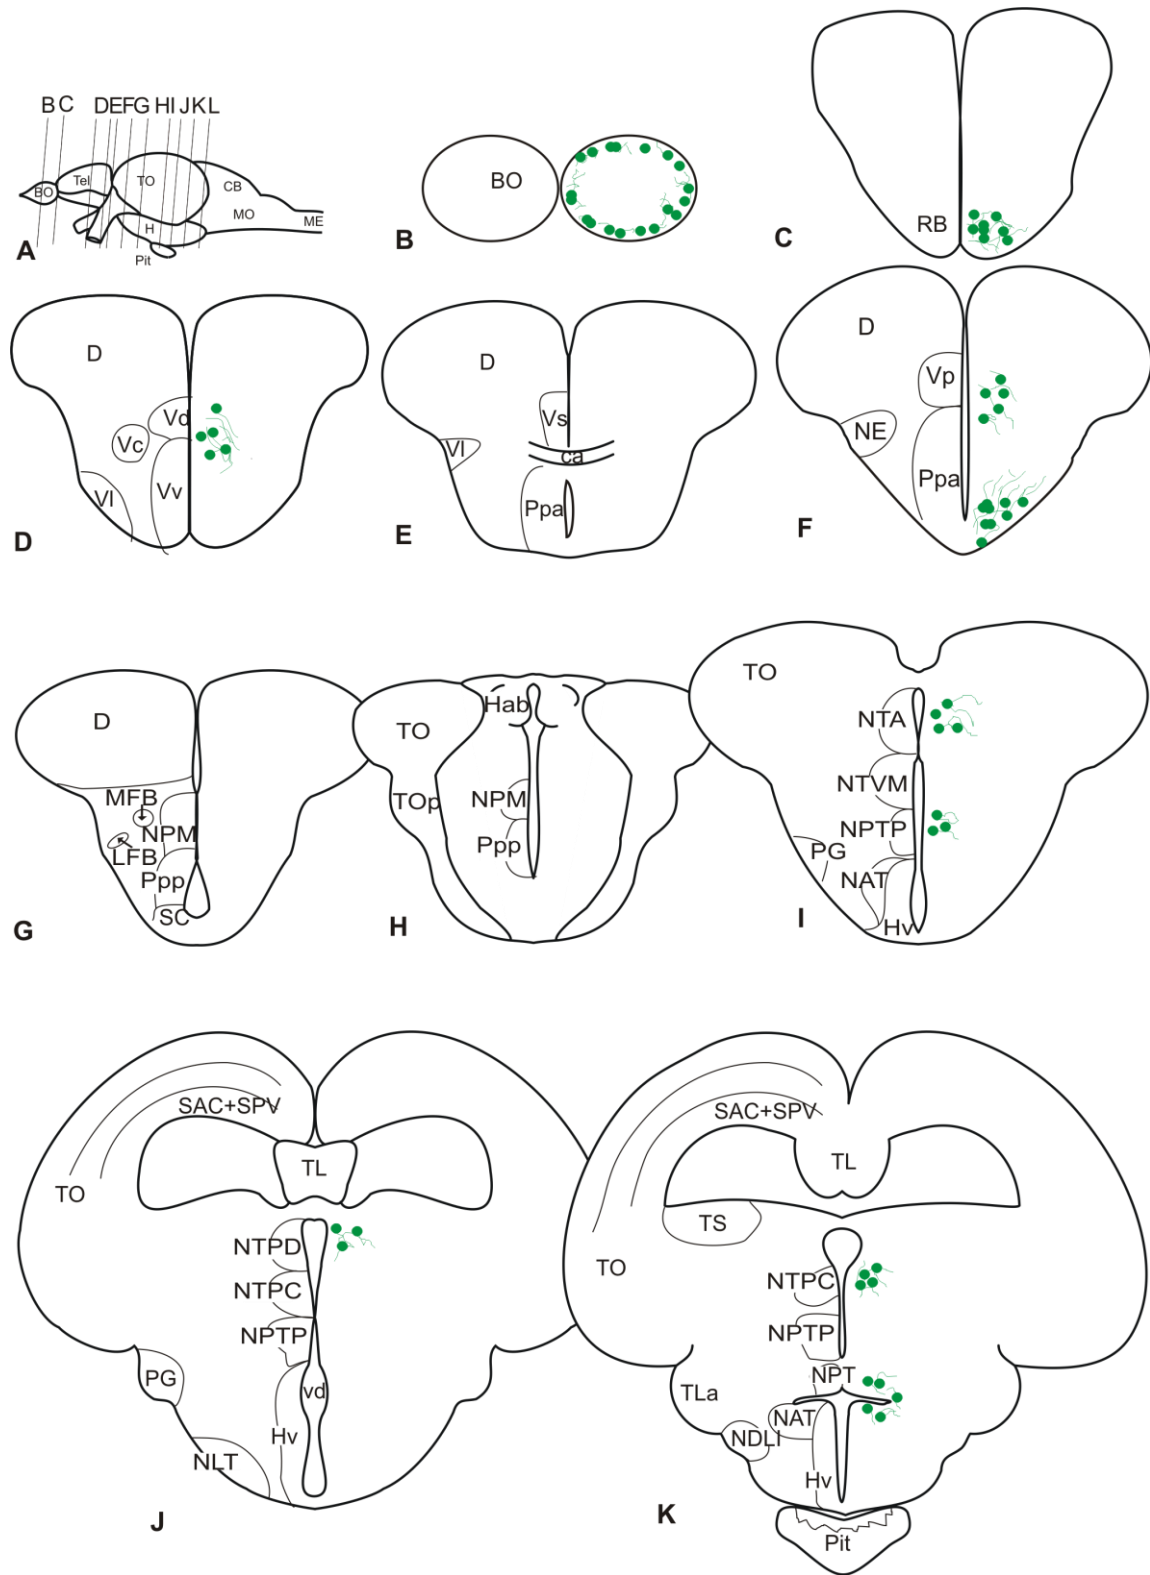 B C DEFG HI JKL
BO Tel TO CB
MO ME
H
Pit
A
BO
B
RB
C
D
Vd
Vc
Vl Vv
D
D
Vs
Vl ca
Ppa
E
D
Vp
NE
Ppa
F
D
MFB
NPM
LFB
Ppp
SC
G
Hab
TO
TOp NPM
Ppp
H
TO
NTA
NTVM
NPTP
PG
NAT
Hv
I
SAC+SPV
TL
TO
NTPD
NTPC
NPTP
PG vd
Hv
NLT
J
SAC+SPV
TL
TS
TO
NTPC
NPTP
NPT
TLa
NAT
NDLI
Hv
K
Pit